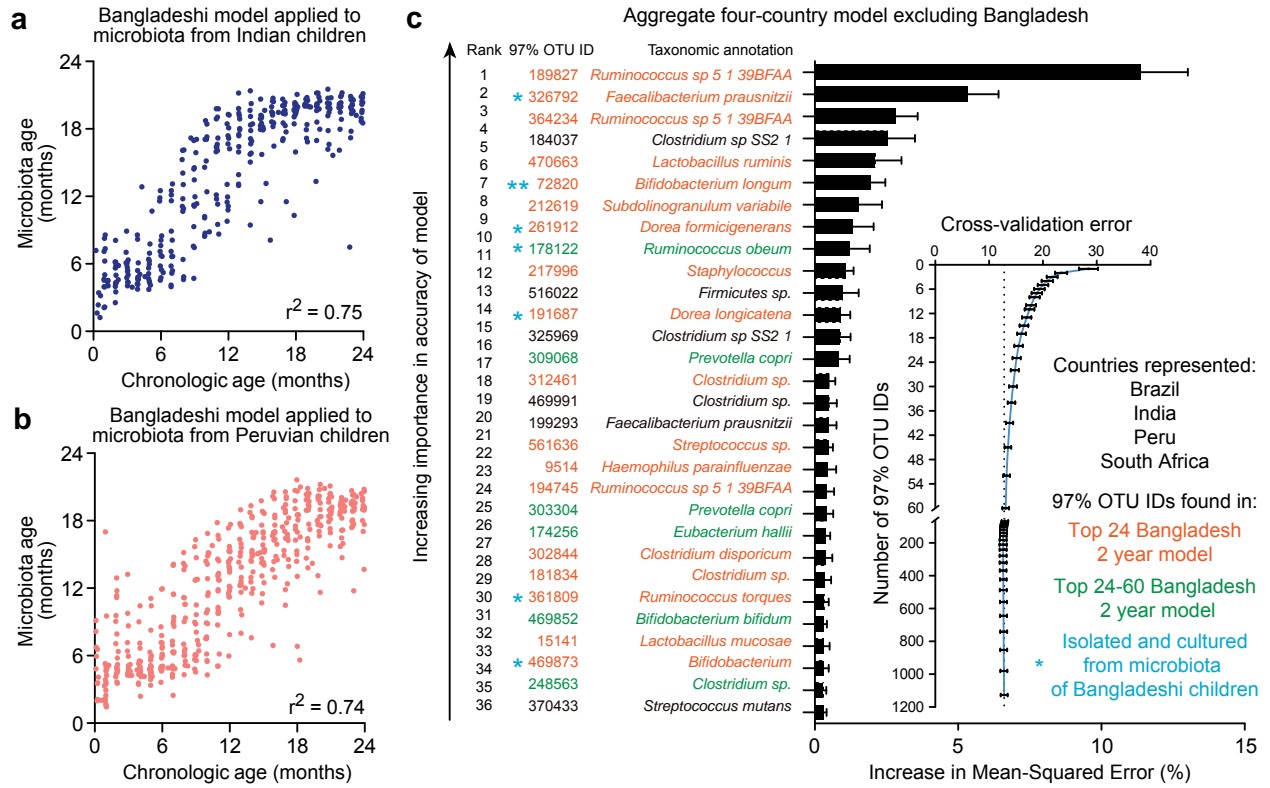 a
Bangladeshi model applied to
microbiota from Indian children
Microbiota age
(months)
24
18
12
6
0
r2 = 0.75
0 6 12 18 24
Chronologic age (months)
b
Bangladeshi model applied to
microbiota from Peruvian children
Microbiota age
(months)
24
18
12
6
0
r2 = 0.74
0 6 12 18 24
Chronologic age (months)
c
Aggregate four-country model excluding Bangladesh
Increasing importance in accuracy of model
Rank 97% OTU ID Taxonomic annotation
1
2
3
4
5
6
7
8
9
10
11
12
13
14
15
16
17
18
19
20
21
22
23
24
25
26
27
28
29
30
31
32
33
34
35
36
189827 Ruminococcus sp 5 1 39BFAA
* 326792 Faecalibacterium prausnitzii
364234 Ruminococcus sp 5 1 39BFAA
184037 Clostridium sp SS2 1
470663 Lactobacillus ruminis
** 72820 Bifidobacterium longum
212619 Subdolinogranulum variabile
* 261912 Dorea formicigenerans
* 178122 Ruminococcus obeum
217996 Staphylococcus
516022 Firmicutes sp.
* 191687 Dorea longicatena
325969 Clostridium sp SS2 1
309068 Prevotella copri
312461 Clostridium sp.
469991 Clostridium sp.
199293 Faecalibacterium prausnitzii
561636 Streptococcus sp.
9514 Haemophilus parainfluenzae
194745 Ruminococcus sp 5 1 39BFAA
303304 Prevotella copri
174256 Eubacterium hallii
302844 Clostridium disporicum
181834 Clostridium sp.
* 361809 Ruminococcus torques
469852 Bifidobacterium bifidum
15141 Lactobacillus mucosae
* 469873 Bifidobacterium
248563 Clostridium sp.
370433 Streptococcus mutans
0 5 10 15
Increase in Mean-Squared Error (%)
Cross-validation error
0 10 20 30 40
Number of 97% OTU IDs
0
6
12
18
24
30
36
42
48
54
60
200
400
600
800
1000
1200
Countries represented:
Brazil
India
Peru
South Africa
97% OTU IDs found in:
Top 24 Bangladesh
2 year model
Top 24-60 Bangladesh
2 year model
Isolated and cultured
* from microbiota
of Bangladeshi children